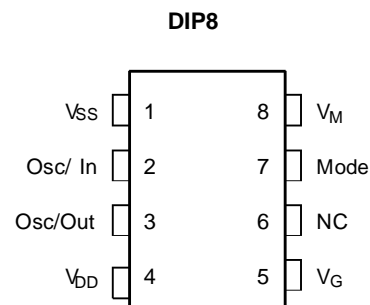 DIP8
VSS 1 8 VM
Osc/ In 2 7 Mode
Osc/Out 3 6 NC
VDD 4 5 VG